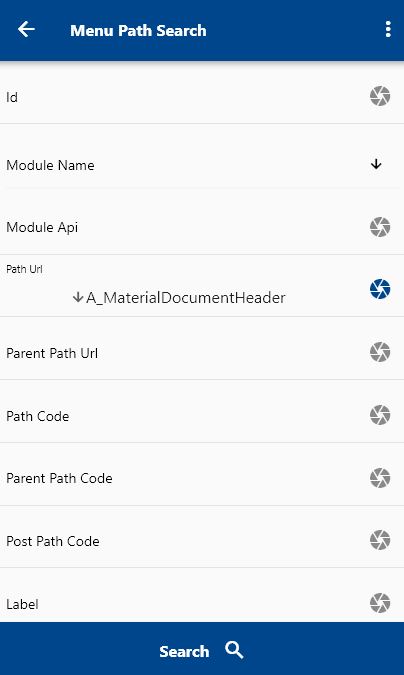 Menu Path Search
Id
Module Name
Module Api
Path Url
A_MaterialDocumentHeader
Parent Path Url
Path Code
Parent Path Code
Post Path Code
Label
Search